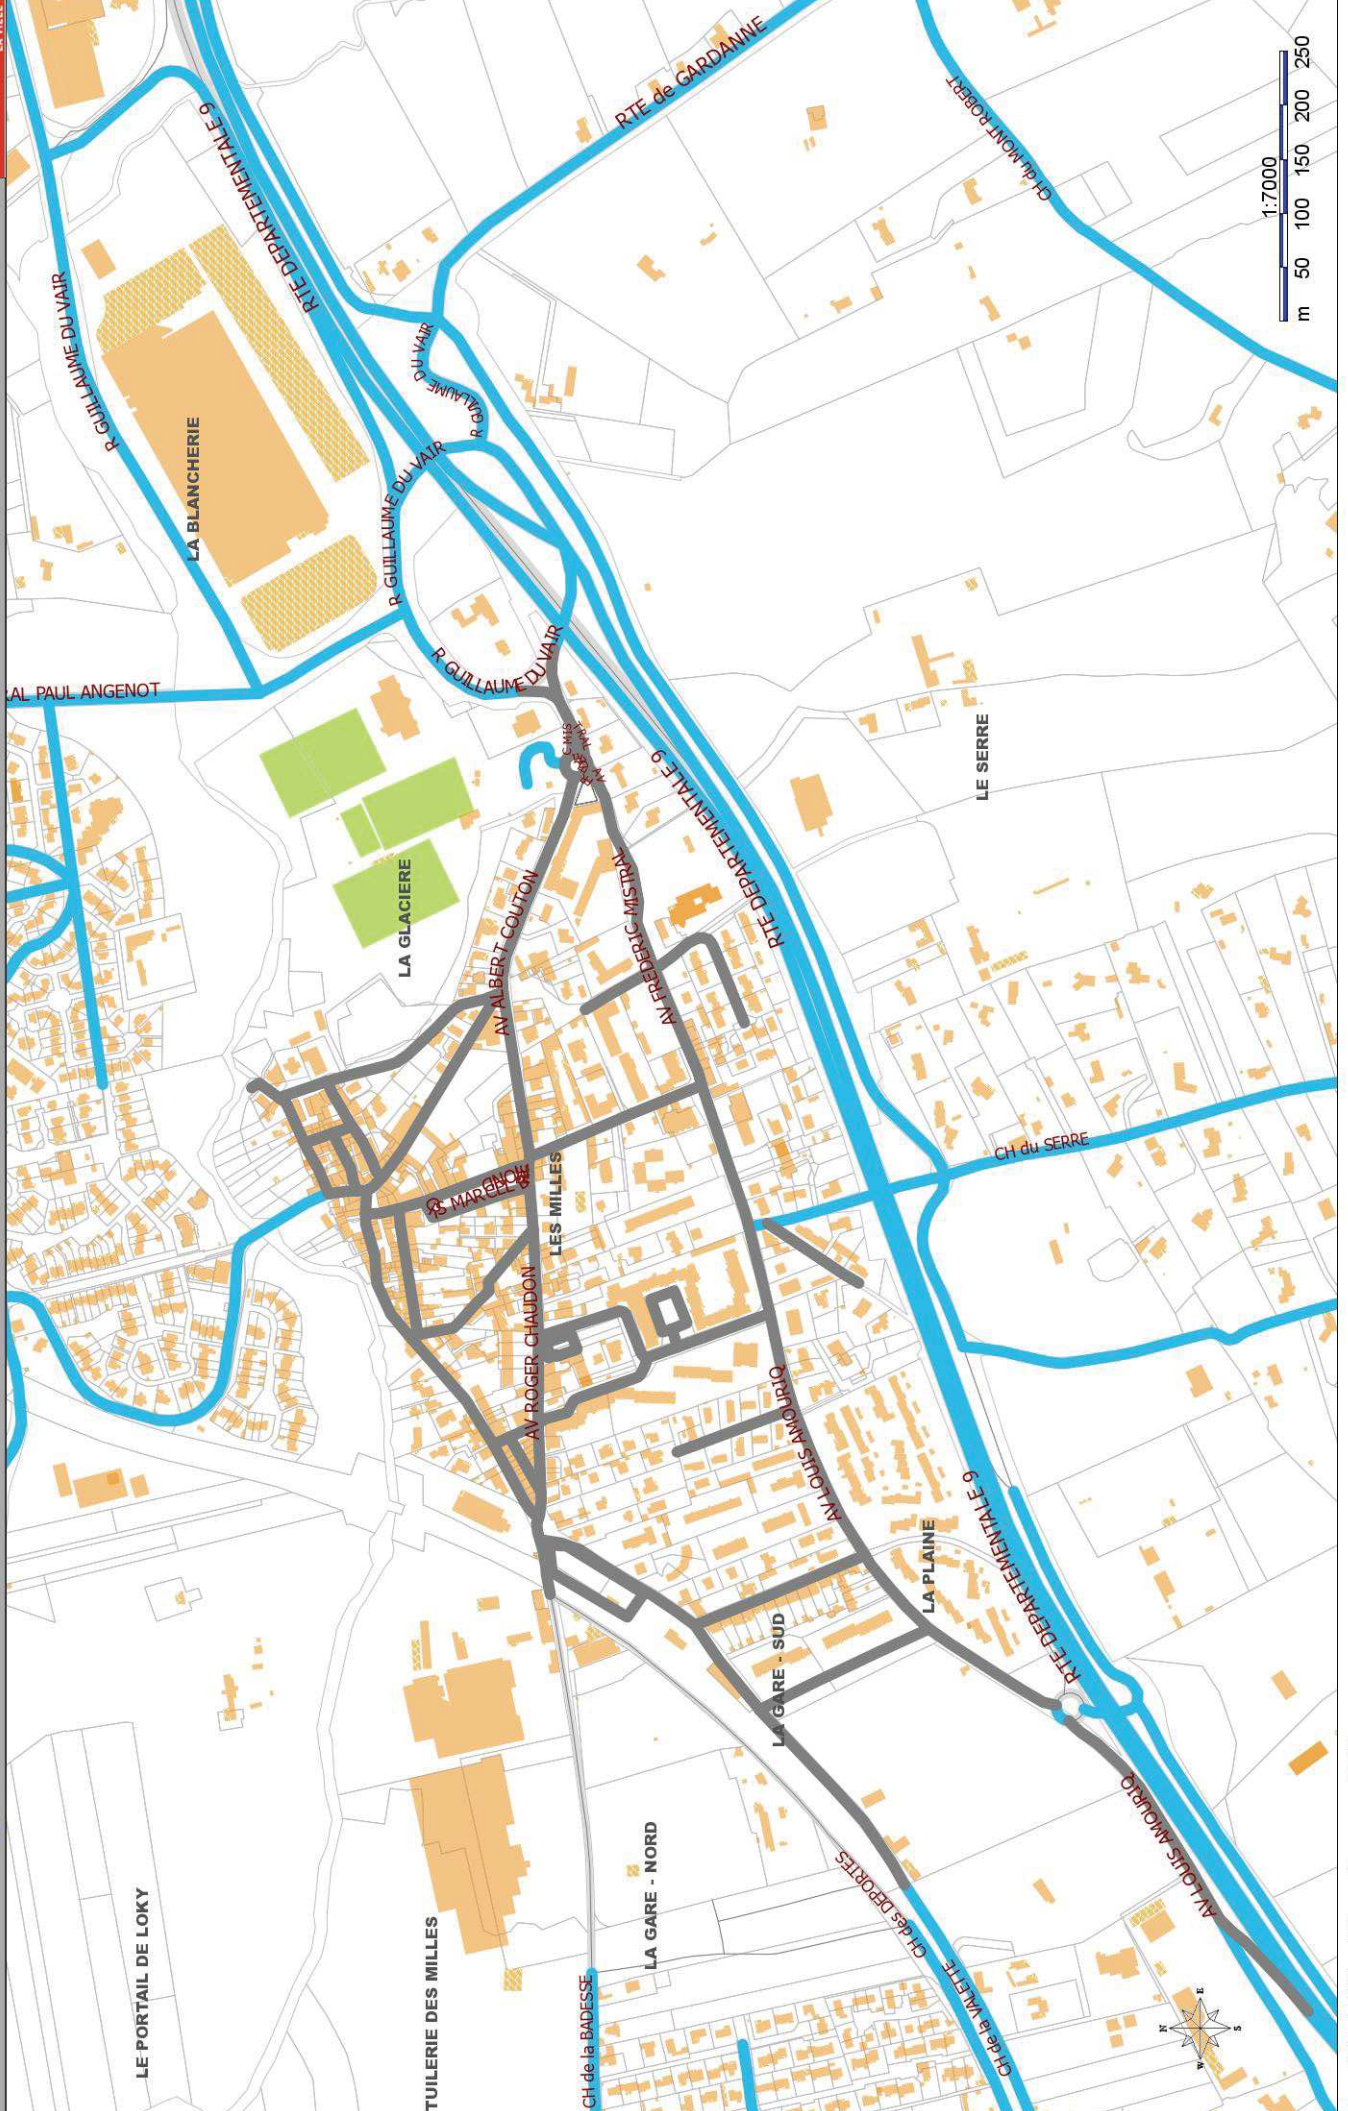 R GUILLAUME DU VAIR
RTE DEPARTEMENTALE 9
RTE de GARDANNE
CH du MONT ROBERT
1:7000
m 50 100 150 200 250
R GUILLAUME DU VAIR
LA BLANCHERIE
R GUILLAUME DU VAIR
R GUILLAUME DU VAIR
PAUL ANGENOT
LA GLACIERE
AV ALBERT COUTON
AV FREDERIC MISTRAL
RTE DEPARTEMENTALE 9
LE SERRE
CH du SERRE
LES MILLES
AV ROGER CHAUDON
AV LOUIS AMOURIQ
LA PLAINE
RTE DEPARTEMENTALE 9
LA GARE - SUD
LA GARE - NORD
AV LOUIS AMOURIQ
CH des DEPORTES
CH de la VALETTE
CH de la BADESSE
LE PORTAIL DE LOKY
TUILERIE DES MILLES
N
E
S
W